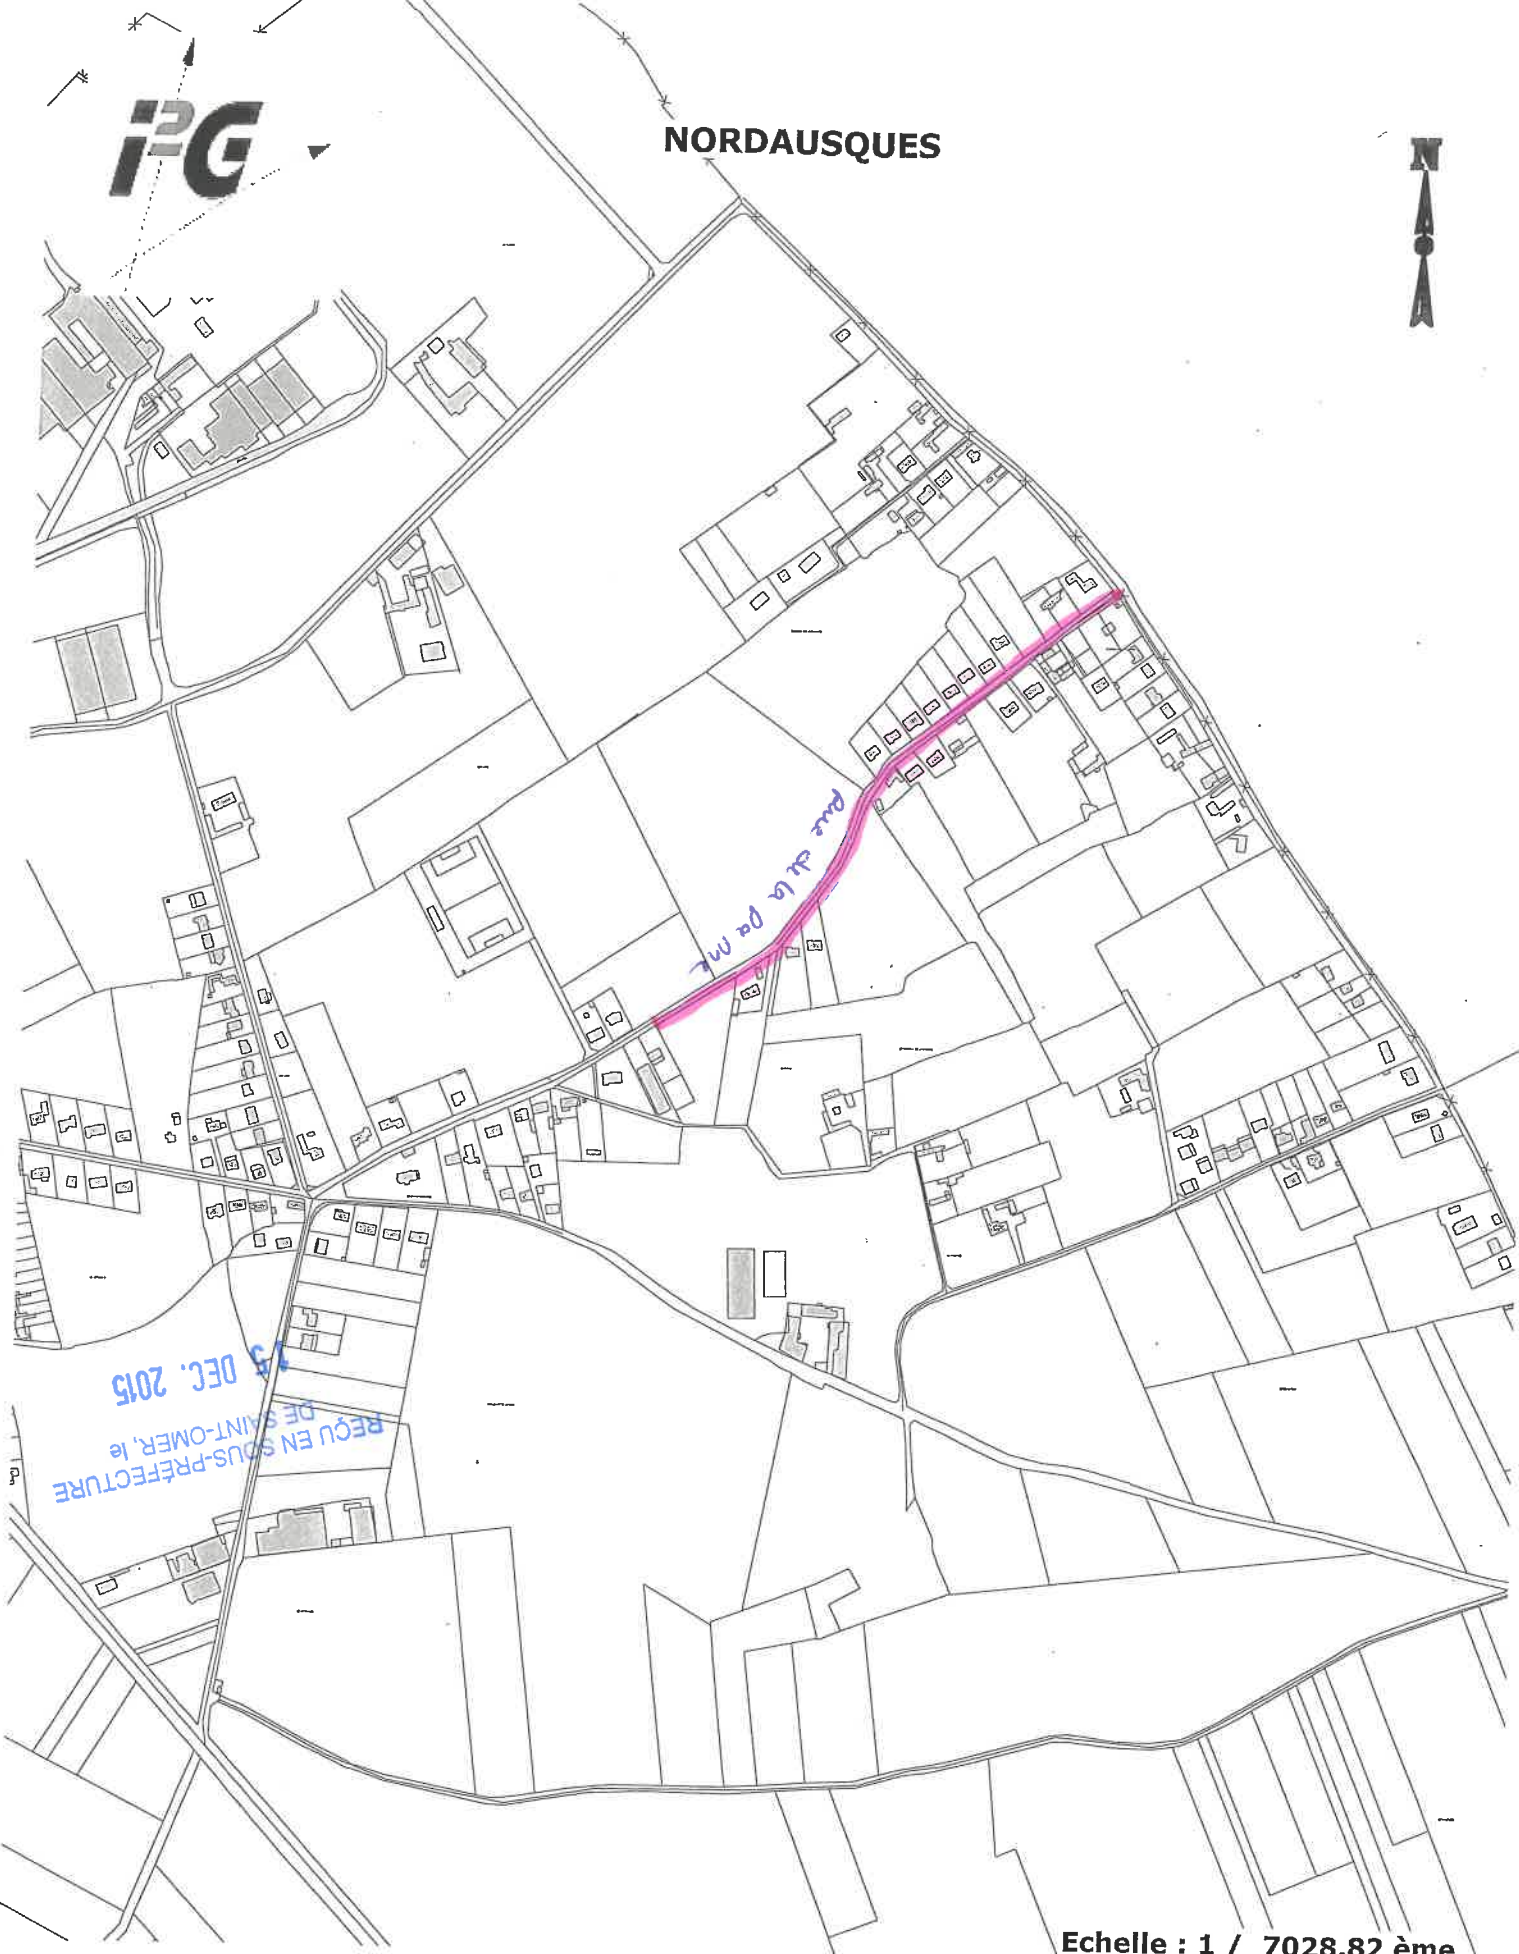 i2G
NORDAUSQUES
N
rue de la panne
15 DEC. 2015
REÇU EN SOUS-PRÉFECTURE
DE SAINT-OMER, le
Echelle : 1 / 7028.82 ème